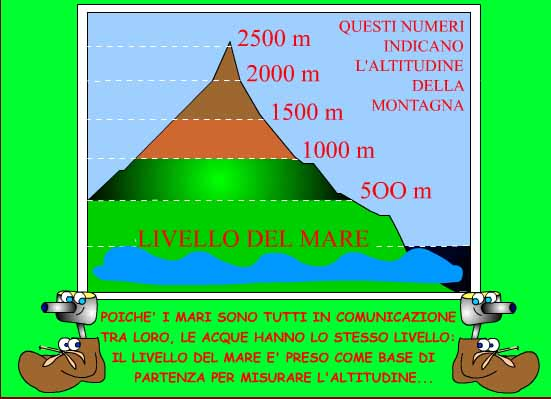 QUESTI NUMERI
INDICANO
L'ALTITUDINE
DELLA
MONTAGNA
2500 m
2000 m
1500 m
1000 m
5OO m
LIVELLO DEL MARE
POICHE' I MARI SONO TUTTI IN COMUNICAZIONE
TRA LORO, LE ACQUE HANNO LO STESSO LIVELLO:
IL LIVELLO DEL MARE E' PRESO COME BASE DI
PARTENZA PER MISURARE L'ALTITUDINE...